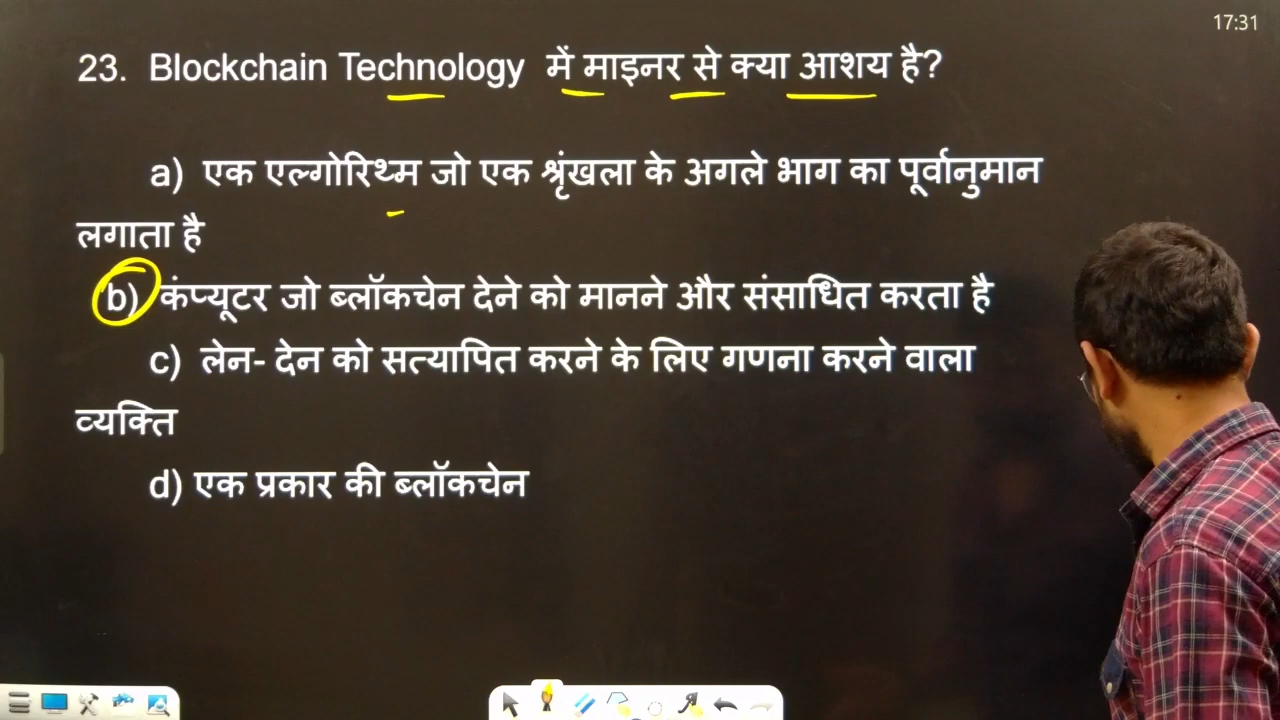 17:31
23. Blockchain Technology में माइनर से क्या आशय है?
a) एक एल्गोरिथ्म जो एक श्रृंखला के अगले भाग का पूर्वानुमान
लगाता है
b) कंप्यूटर जो ब्लॉकचेन देने को मानने और संसाधित करता है
c) लेन- देन को सत्यापित करने के लिए गणना करने वाला
व्यक्ति
d) एक प्रकार की ब्लॉकचेन